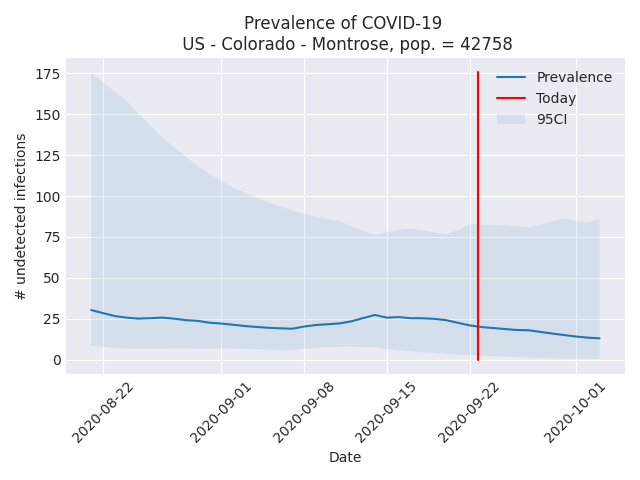 Prevalence of COVID-19
US - Colorado - Montrose, pop. = 42758
Prevalence
Today
95CI
175
150
125
100
75
50
25
0
# undetected infections
2020-08-22
2020-09-01
2020-09-08
2020-09-15
2020-09-22
2020-10-01
Date